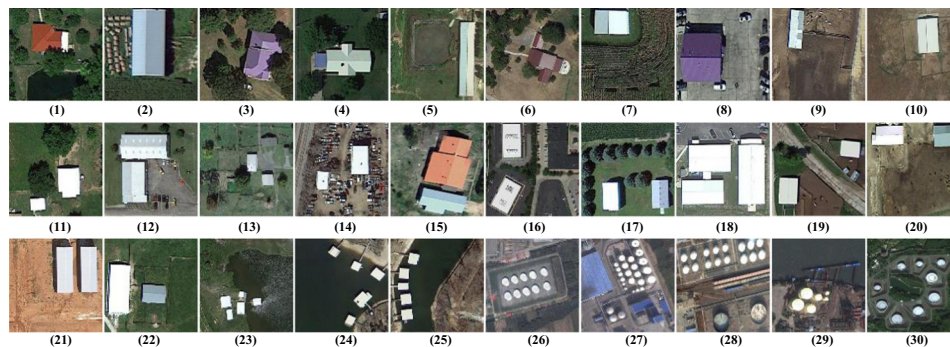 (1) (2) (3) (4) (5) (6) (7) (8) (9) (10)
(11) (12) (13) (14) (15) (16) (17) (18) (19) (20)
(21) (22) (23) (24) (25) (26) (27) (28) (29) (30)